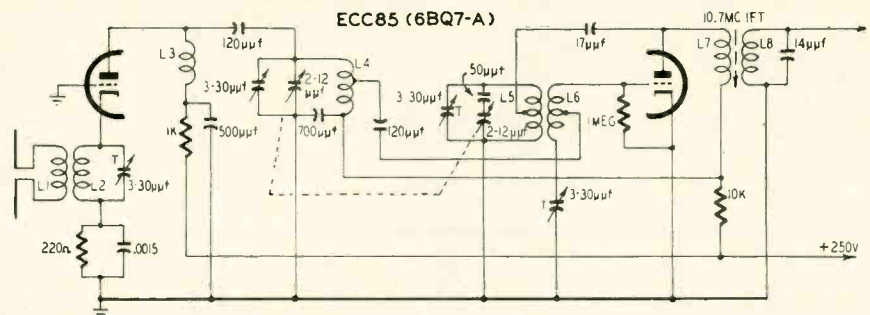 ECC85 (6BQ7-A)
10.7MC IFT
120μμf
17μμf
L7
L8
14μμf
L3
L4
3-30μμf
2-12
μμf
50μμf
3-30μμf
T
L5
L6
2-12μμf
1MEG
1K
500μμf
700μμf
120μμf
L1
L2
T
3-30μμf
T
3-30μμf
10K
220Ω
.0015
+250V